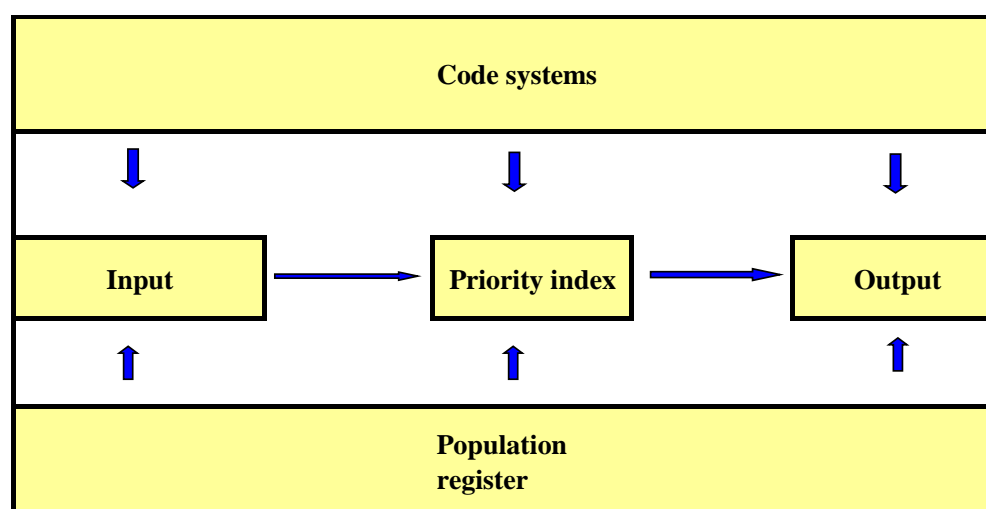 Code systems
Input
Priority index
Output
Population
register